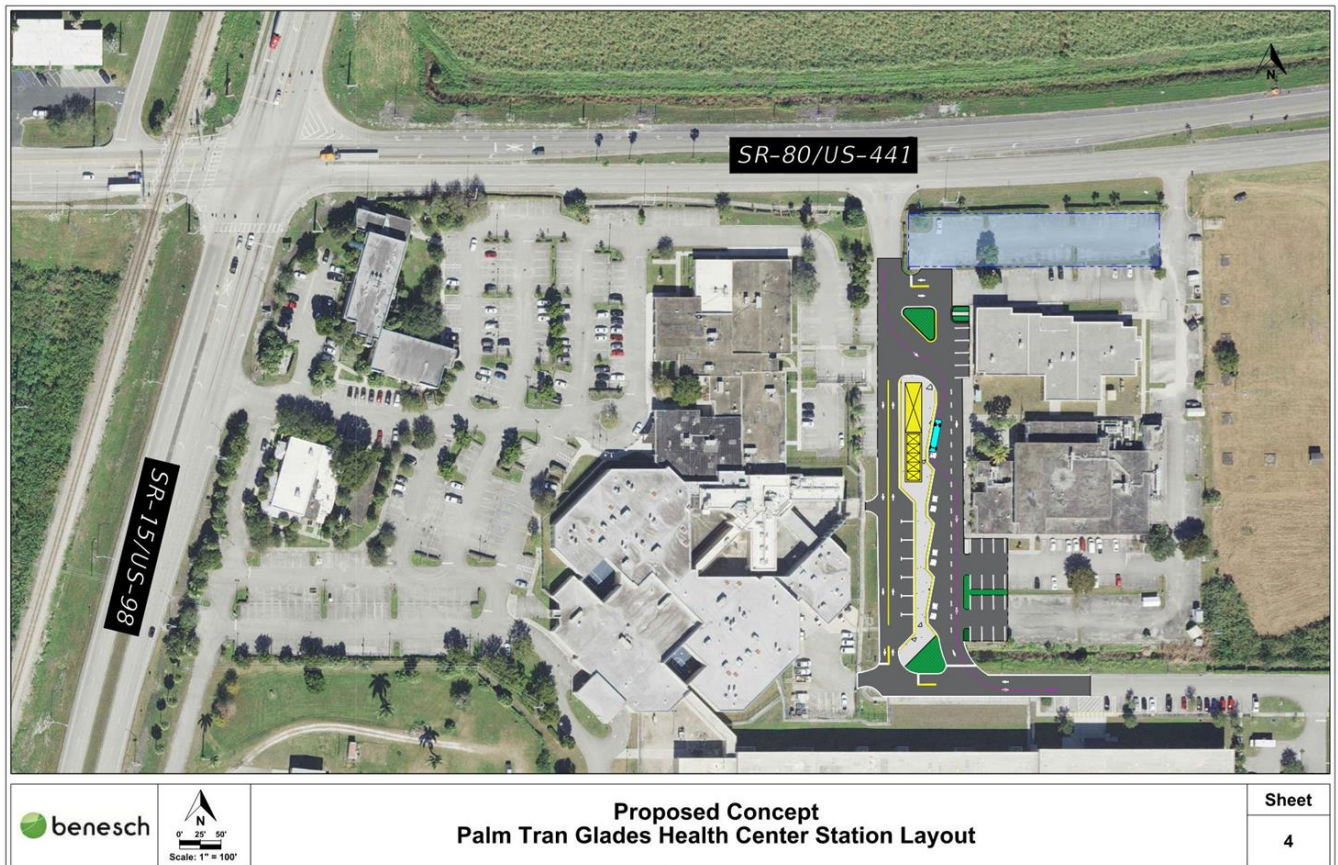 N
SR-80/US-441
SR-15/US-98
benesch
N
0' 25' 50'
Scale: 1" = 100'
Proposed Concept
Palm Tran Glades Health Center Station Layout
Sheet
4